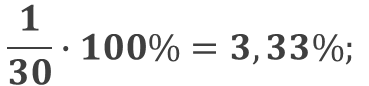 1/30 · 100% = 3,33%;